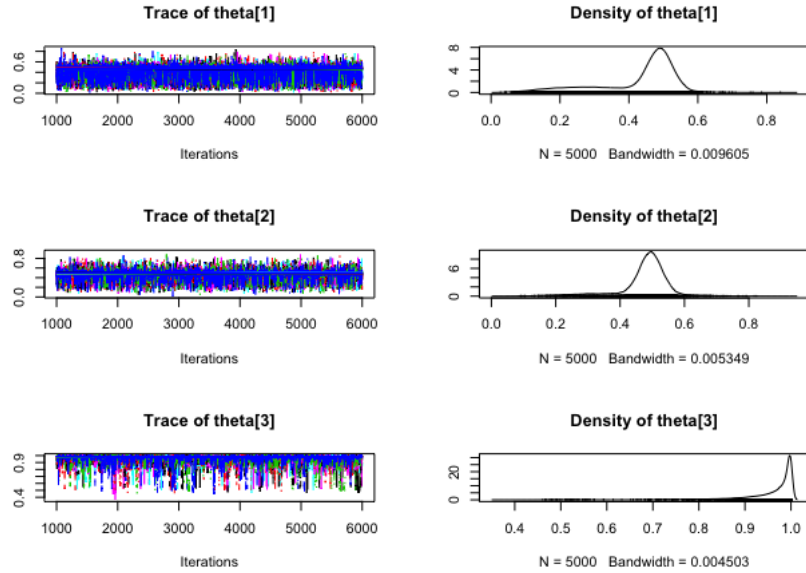 Trace of theta[1]
0.0 0.6
1000 2000 3000 4000 5000 6000
Iterations
Density of theta[1]
0 4 8
0.0 0.2 0.4 0.6 0.8
N = 5000 Bandwidth = 0.009605
Trace of theta[2]
0.0 0.8
1000 2000 3000 4000 5000 6000
Iterations
Density of theta[2]
0 6
0.0 0.2 0.4 0.6 0.8
N = 5000 Bandwidth = 0.005349
Trace of theta[3]
0.4 0.9
1000 2000 3000 4000 5000 6000
Iterations
Density of theta[3]
0 20
0.4 0.5 0.6 0.7 0.8 0.9 1.0
N = 5000 Bandwidth = 0.004503